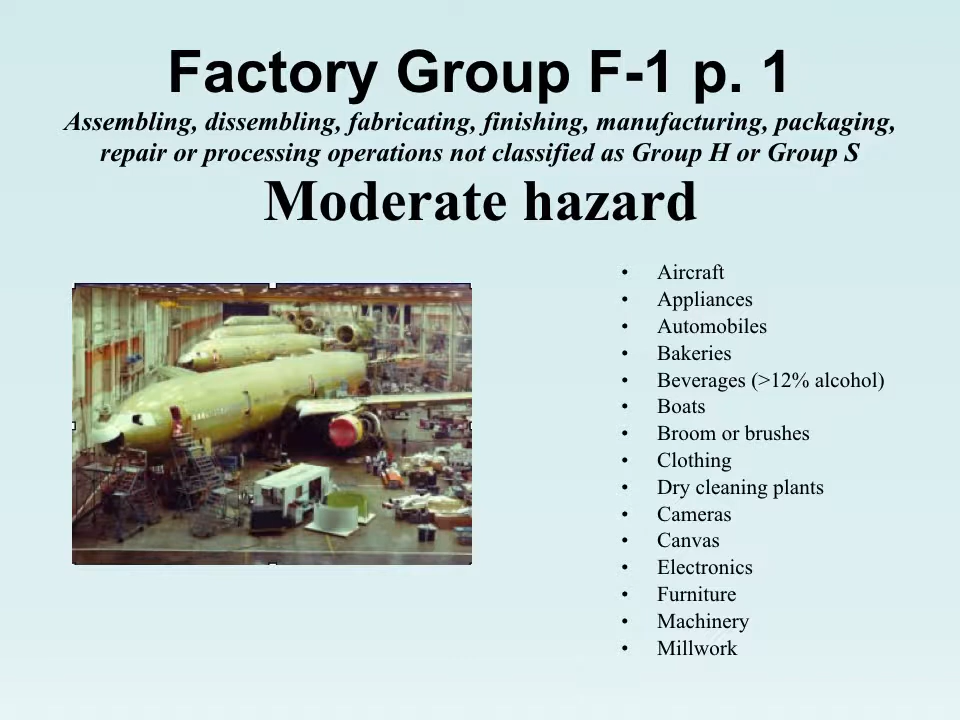 Factory Group F-1 p. 1
Assembling, dissembling, fabricating, finishing, manufacturing, packaging,
repair or processing operations not classified as Group H or Group S
Moderate hazard
• Aircraft
• Appliances
• Automobiles
• Bakeries
• Beverages (>12% alcohol)
• Boats
• Broom or brushes
• Clothing
• Dry cleaning plants
• Cameras
• Canvas
• Electronics
• Furniture
• Machinery
• Millwork